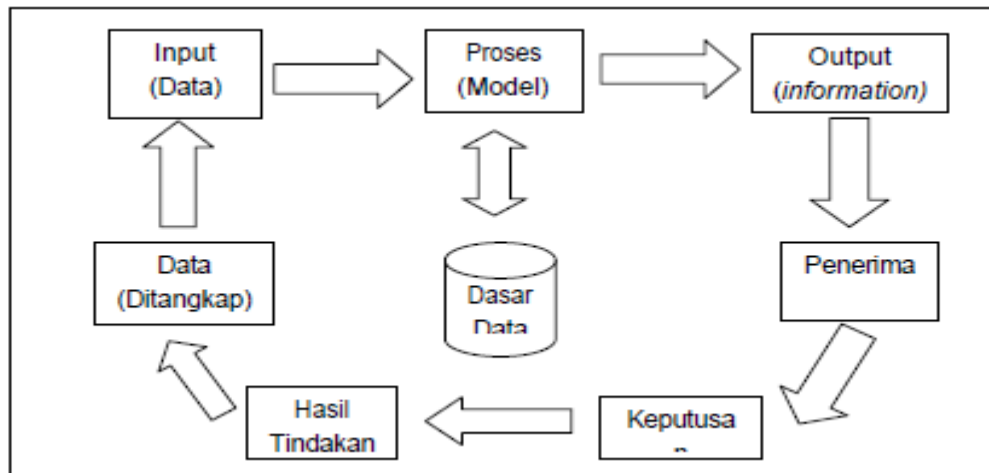 Input
(Data)
Proses
(Model)
Output
(information)
Data
(Ditangkap)
Dasar
Data
Penerima
Hasil
Tindakan
Keputusa
n